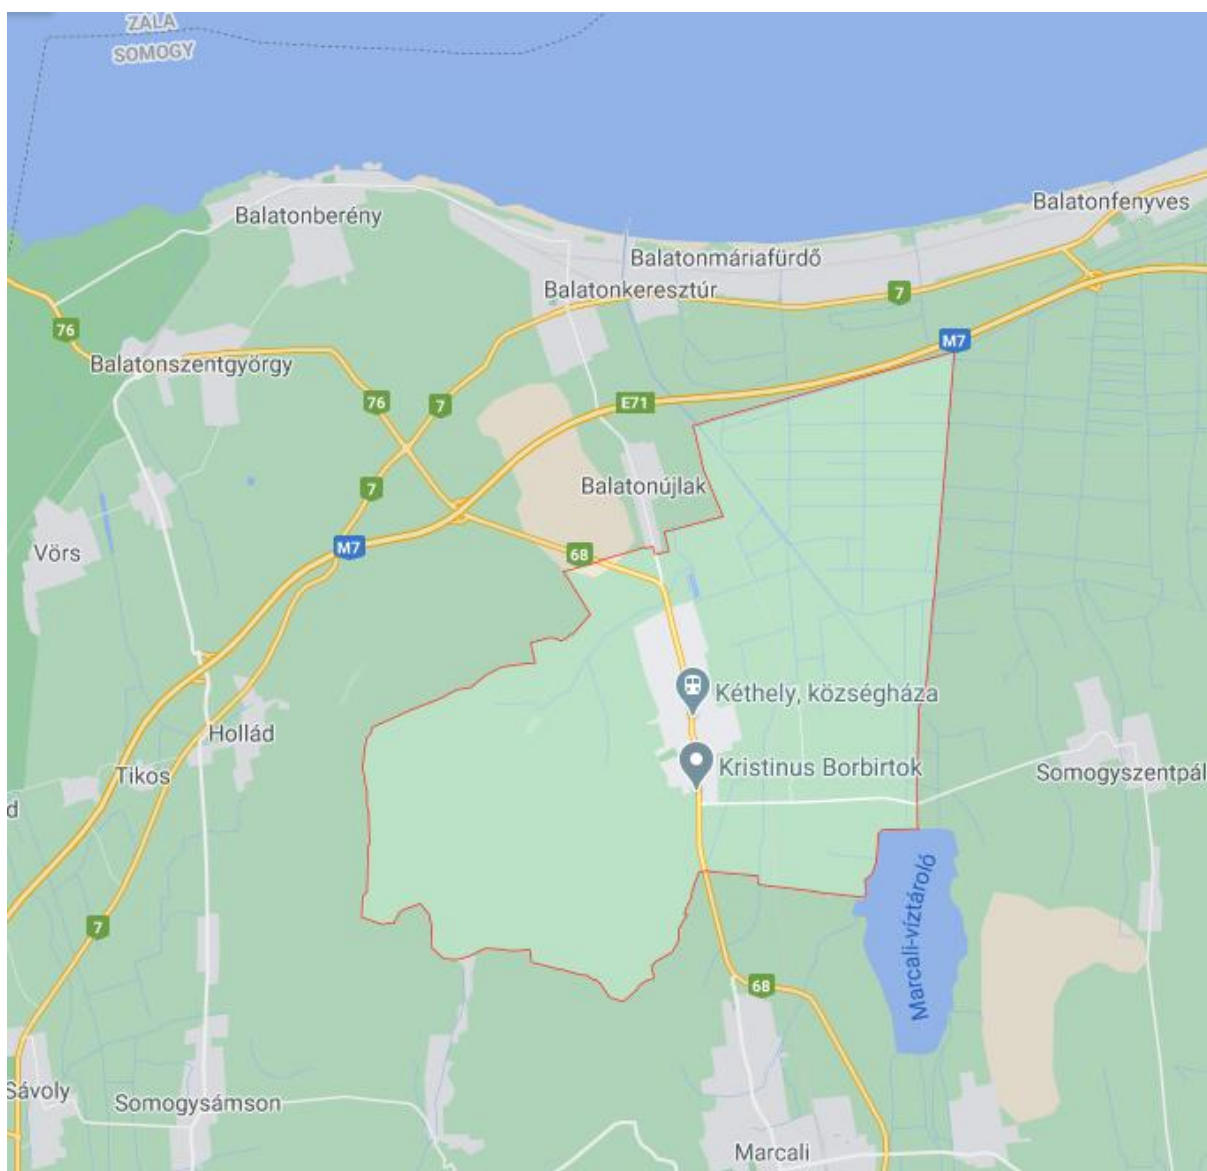 ZALA
SOMOGY
Balatonberény
Balatonfenyves
Balatonmáriafürdő
Balatonkeresztúr
7
76
M7
Balatonszentgyörgy
76
7
E71
Balatonújlak
7
Vörs
M7
68
Kéthely, községháza
Hollád
Kristinus Borbirtok
Tikos
Somogyszentpál
d
Marcali-víztároló
7
68
Sávoly
Somogysámson
Marcali